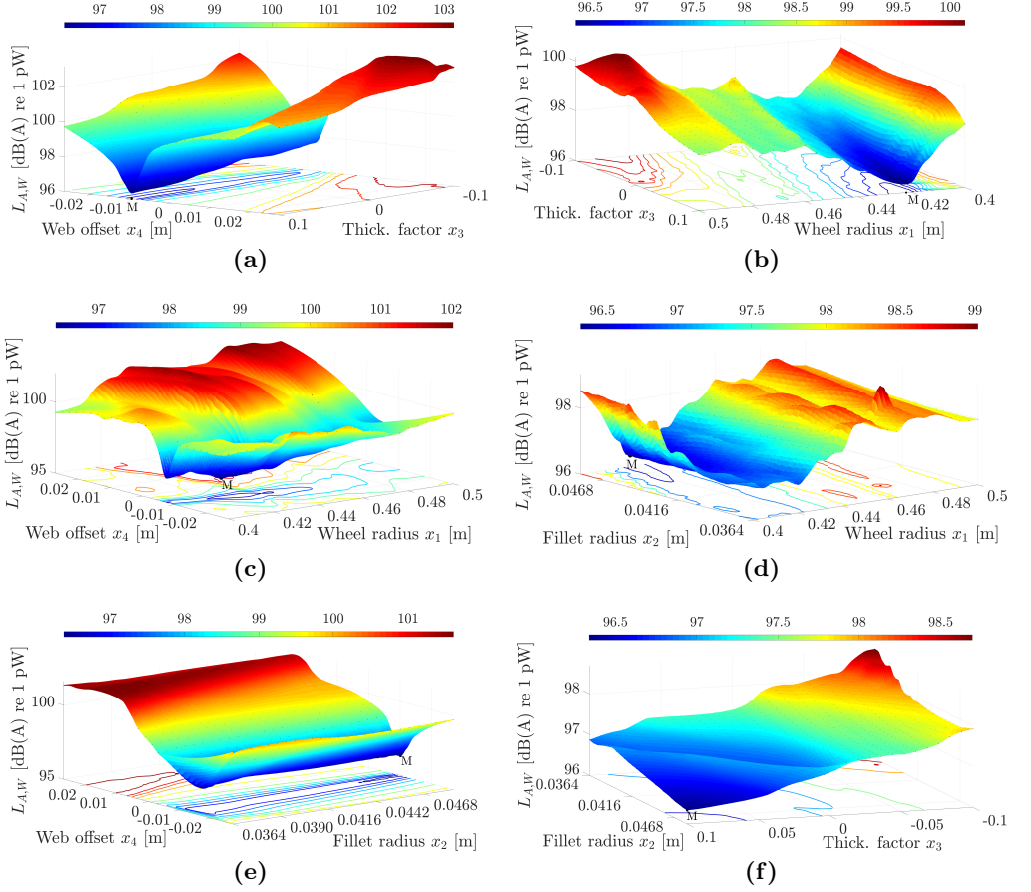 97 98 99 100 101 102 103
L_{A,W} [dB(A) re 1 pW]
102
100
98
96
-0.02 -0.01 0 0.01 0.02
M
0.1 0 -0.1
Web offset x_4 [m]
Thick. factor x_3
(a)
96.5 97 97.5 98 98.5 99 99.5 100
L_{A,W} [dB(A) re 1 pW]
100
98
96
-0.1 0 0.1
M
0.5 0.48 0.46 0.44 0.42 0.4
Thick. factor x_3
Wheel radius x_1 [m]
(b)
97 98 99 100 101 102
L_{A,W} [dB(A) re 1 pW]
100
95
0.02 0.01 0 -0.01 -0.02
M
0.4 0.42 0.44 0.46 0.48 0.5
Web offset x_4 [m]
Wheel radius x_1 [m]
(c)
96.5 97 97.5 98 98.5 99
L_{A,W} [dB(A) re 1 pW]
98
96
M
0.0468 0.0416 0.0364
0.4 0.42 0.44 0.46 0.48 0.5
Fillet radius x_2 [m]
Wheel radius x_1 [m]
(d)
97 98 99 100 101
L_{A,W} [dB(A) re 1 pW]
100
95
M
0.02 0.01 0 -0.01 -0.02
0.0364 0.0390 0.0416 0.0442 0.0468
Web offset x_4 [m]
Fillet radius x_2 [m]
(e)
96.5 97 97.5 98 98.5
L_{A,W} [dB(A) re 1 pW]
98
97
96
0.0364 0.0416 0.0468
M
0.1 0.05 0 -0.05 -0.1
Fillet radius x_2 [m]
Thick. factor x_3
(f)